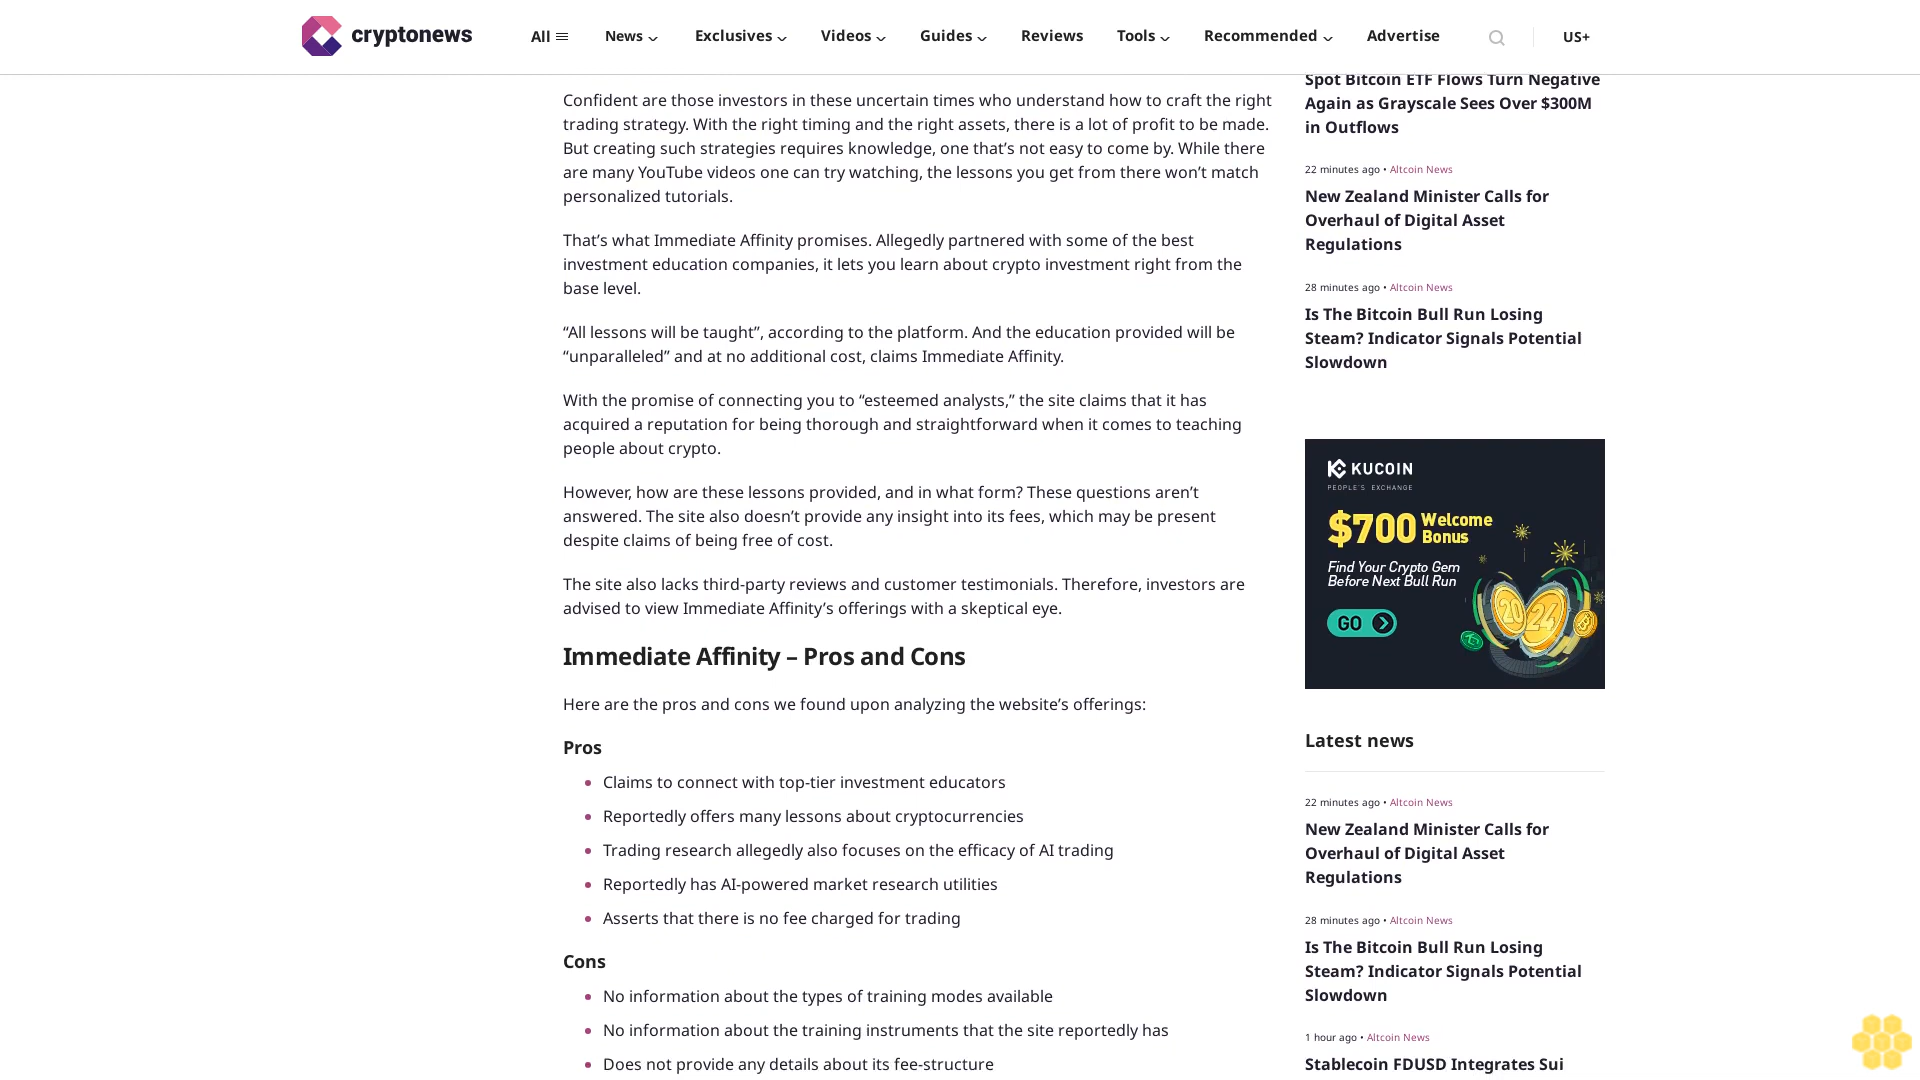 cryptonews
All
News
Exclusives
Videos
Guides
Reviews
Tools
Recommended
Advertise
US+
Confident are those investors in these uncertain times who understand how to craft the right
trading strategy. With the right timing and the right assets, there is a lot of profit to be made.
But creating such strategies requires knowledge, one that’s not easy to come by. While there
are many YouTube videos one can try watching, the lessons you get from there won’t match
personalized tutorials.
That’s what Immediate Affinity promises. Allegedly partnered with some of the best
investment education companies, it lets you learn about crypto investment right from the
base level.
“All lessons will be taught”, according to the platform. And the education provided will be
“unparalleled” and at no additional cost, claims Immediate Affinity.
With the promise of connecting you to “esteemed analysts,” the site claims that it has
acquired a reputation for being thorough and straightforward when it comes to teaching
people about crypto.
However, how are these lessons provided, and in what form? These questions aren’t
answered. The site also doesn’t provide any insight into its fees, which may be present
despite claims of being free of cost.
The site also lacks third-party reviews and customer testimonials. Therefore, investors are
advised to view Immediate Affinity’s offerings with a skeptical eye.
Immediate Affinity – Pros and Cons
Here are the pros and cons we found upon analyzing the website’s offerings:
Pros
Claims to connect with top-tier investment educators
Reportedly offers many lessons about cryptocurrencies
Trading research allegedly also focuses on the efficacy of AI trading
Reportedly has AI-powered market research utilities
Asserts that there is no fee charged for trading
Cons
No information about the types of training modes available
No information about the training instruments that the site reportedly has
Does not provide any details about its fee-structure
Spot Bitcoin ETF Flows Turn Negative
Again as Grayscale Sees Over $300M
in Outflows
22 minutes ago • Altcoin News
New Zealand Minister Calls for
Overhaul of Digital Asset
Regulations
28 minutes ago • Altcoin News
Is The Bitcoin Bull Run Losing
Steam? Indicator Signals Potential
Slowdown
KUCOIN
PEOPLE'S EXCHANGE
$700 Welcome
Bonus
Find Your Crypto Gem
Before Next Bull Run
GO
20 24
Latest news
22 minutes ago • Altcoin News
New Zealand Minister Calls for
Overhaul of Digital Asset
Regulations
28 minutes ago • Altcoin News
Is The Bitcoin Bull Run Losing
Steam? Indicator Signals Potential
Slowdown
1 hour ago • Altcoin News
Stablecoin FDUSD Integrates Sui